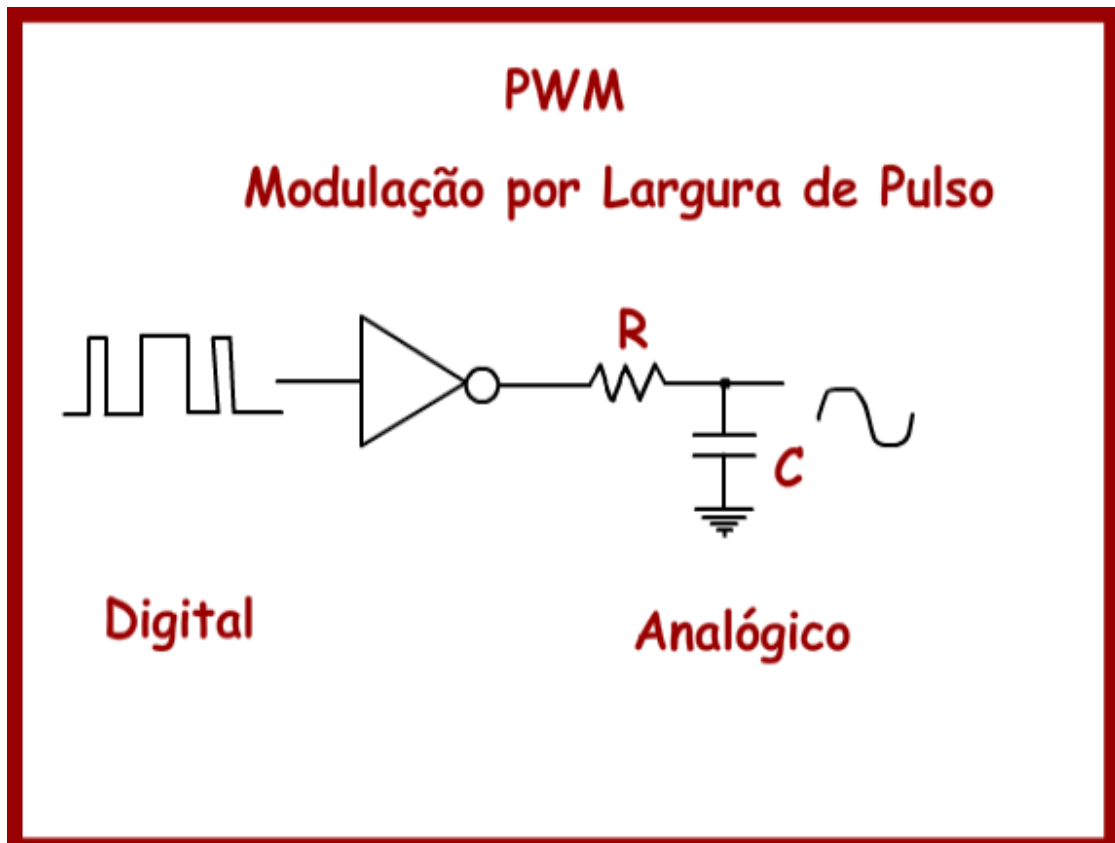 PWM
Modulação por Largura de Pulso
R
C
Digital
Analógico